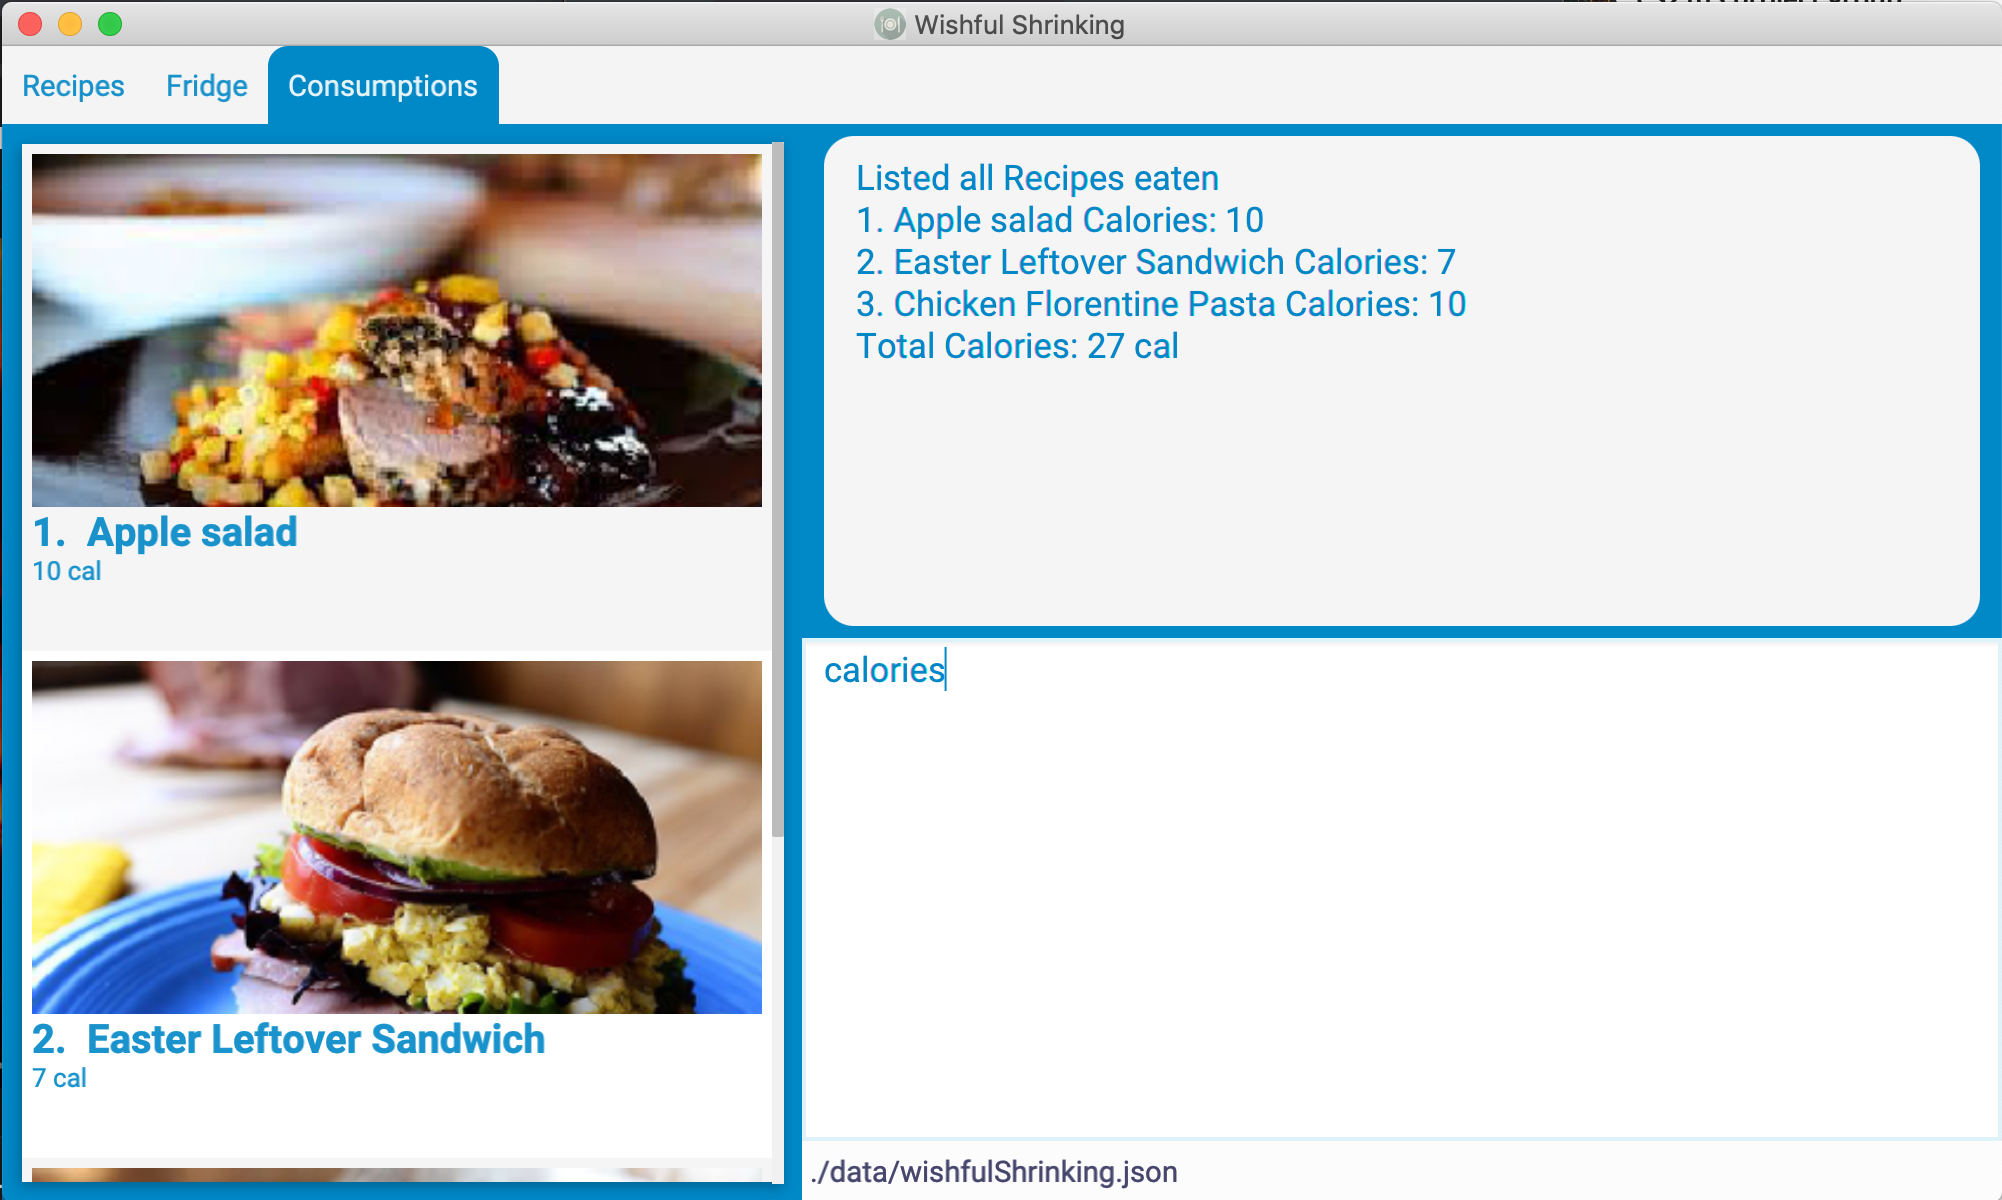 Wishful Shrinking
Recipes Fridge Consumptions
1. Apple salad
10 cal
2. Easter Leftover Sandwich
7 cal
Listed all Recipes eaten
1. Apple salad Calories: 10
2. Easter Leftover Sandwich Calories: 7
3. Chicken Florentine Pasta Calories: 10
Total Calories: 27 cal
calories
./data/wishfulShrinking.json